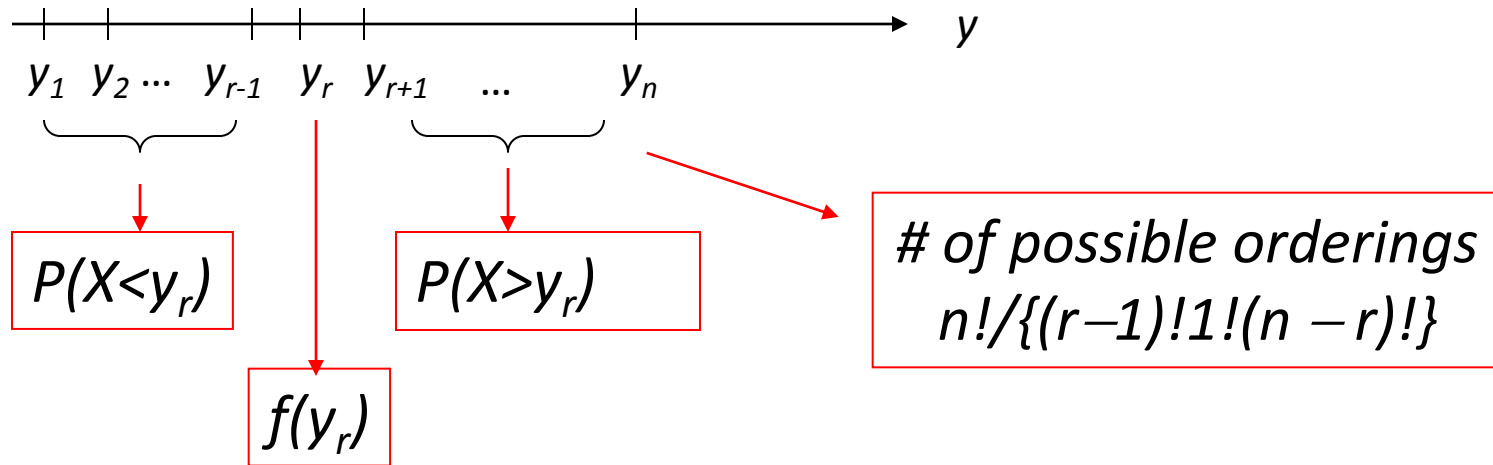 y
y₁ y₂ ... yᵣ₋₁ yᵣ yᵣ₊₁ ... yₙ
P(X<yᵣ)
P(X>yᵣ)
# of possible orderings
n!/{(r–1)!1!(n – r)!}
f(yᵣ)